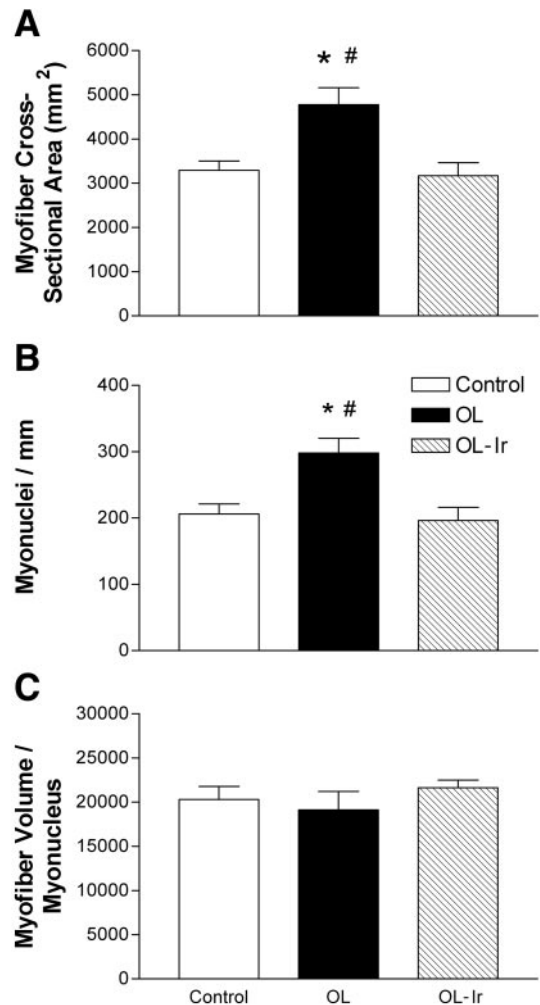 A
Myofiber Cross-
Sectional Area (mm²)
6000
5000
4000
3000
2000
1000
0
* #
B
Myonuclei / mm
400
300
200
100
0
* #
Control
OL
OL-Ir
C
Myofiber Volume /
Myonucleus
30000
25000
20000
15000
10000
5000
0
Control OL OL-Ir